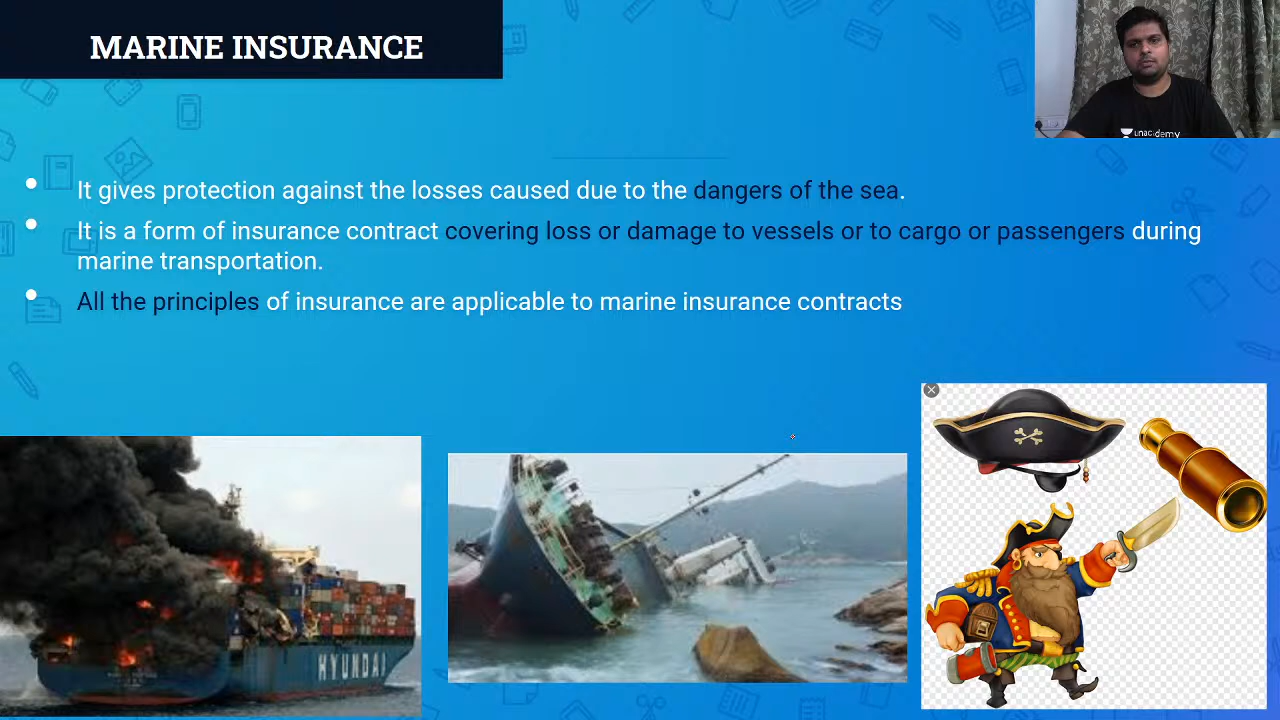 MARINE INSURANCE
unacademy
It gives protection against the losses caused due to the dangers of the sea.
It is a form of insurance contract covering loss or damage to vessels or to cargo or passengers during
marine transportation.
All the principles of insurance are applicable to marine insurance contracts
HYUNDAI